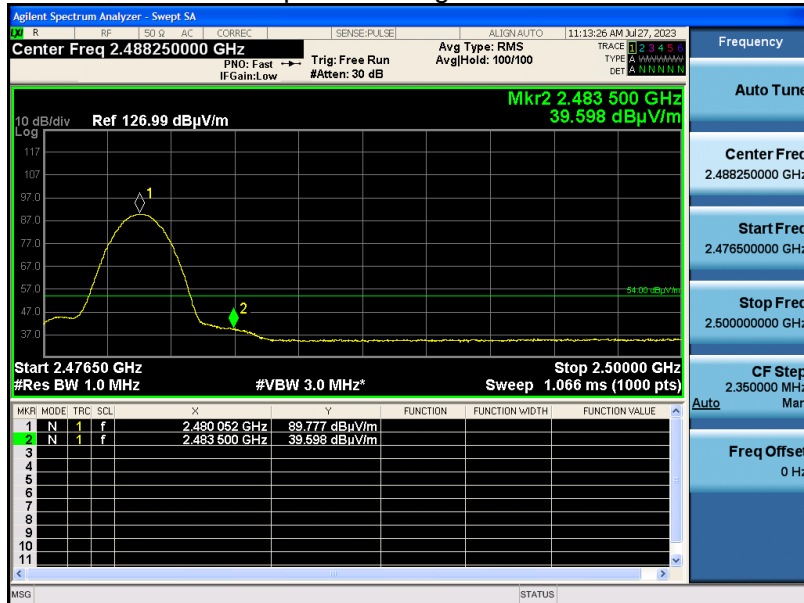 Agilent Spectrum Analyzer - Swept SA
LXI R RF 50 Ω AC CORREC SENSE:PULSE ALIGN AUTO 11:13:26 AM Jul 27, 2023
Center Freq 2.488250000 GHz Avg Type: RMS TRACE 1 2 3 4 5 6
PNO: Fast Trig: Free Run Avg|Hold: 100/100 TYPE A WWWWW
IFGain:Low #Atten: 30 dB DET A N N N N N
Mkr2 2.483 500 GHz
39.598 dBµV/m
10 dB/div Ref 126.99 dBµV/m
Log
117
107
97.0
87.0
77.0
67.0
57.0
47.0
37.0
1
2
54.00 dBµV/m
Start 2.47650 GHz Stop 2.50000 GHz
#Res BW 1.0 MHz #VBW 3.0 MHz* Sweep 1.066 ms (1000 pts)
MKR MODE TRC SCL X Y FUNCTION FUNCTION WIDTH FUNCTION VALUE
1 N 1 f 2.480 052 GHz 89.777 dBµV/m
2 N 1 f 2.483 500 GHz 39.598 dBµV/m
3
4
5
6
7
8
9
10
11
MSG STATUS
Frequency
Auto Tune
Center Freq
2.488250000 GHz
Start Freq
2.476500000 GHz
Stop Freq
2.500000000 GHz
CF Step
2.350000 MHz
Auto Man
Freq Offset
0 Hz